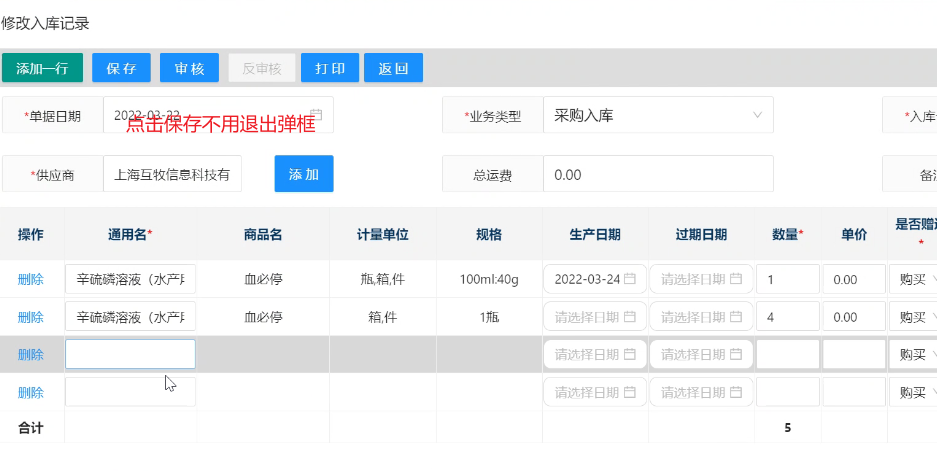 修改入库记录
添加一行 保存 审核 反审核 打印 返回
*单据日期 2022-03-22 *业务类型 采购入库 *入库
点击保存不用退出弹框
*供应商 上海互牧信息科技有 添加 总运费 0.00 备注
操作 通用名* 商品名 计量单位 规格 生产日期 过期日期 数量* 单价 是否赠送*
删除 辛硫磷溶液（水产用 血必停 瓶,箱,件 100ml:40g 2022-03-24 请选择日期 1 0.00 购买
删除 辛硫磷溶液（水产用 血必停 箱,件 1瓶 请选择日期 请选择日期 4 0.00 购买
删除 请选择日期 请选择日期 购买
删除 请选择日期 请选择日期 购买
合计 5